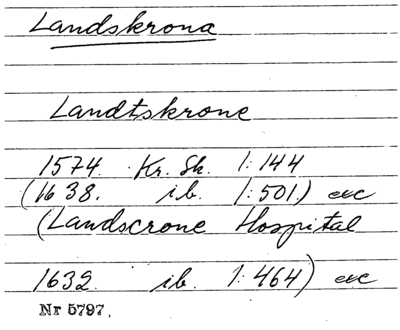 Landskrona
Landtskrone
1574. Kr. Sk. 1:144
(1638. ib. 1:501) exc
(Landscrone Hospital
1632. ib. 1:464) exc
Nr 5797,